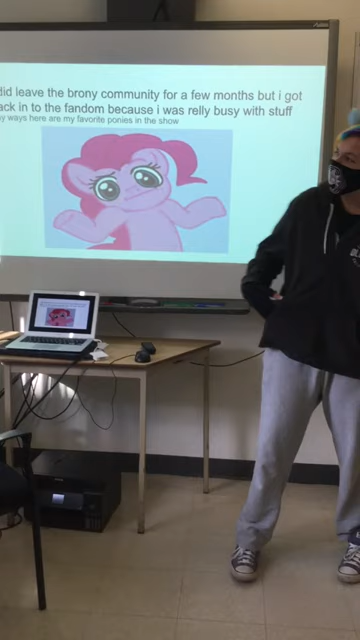 did leave the brony community for a few months but i got
ack in to the fandom because i was relly busy with stuff
y ways here are my favorite ponies in the show